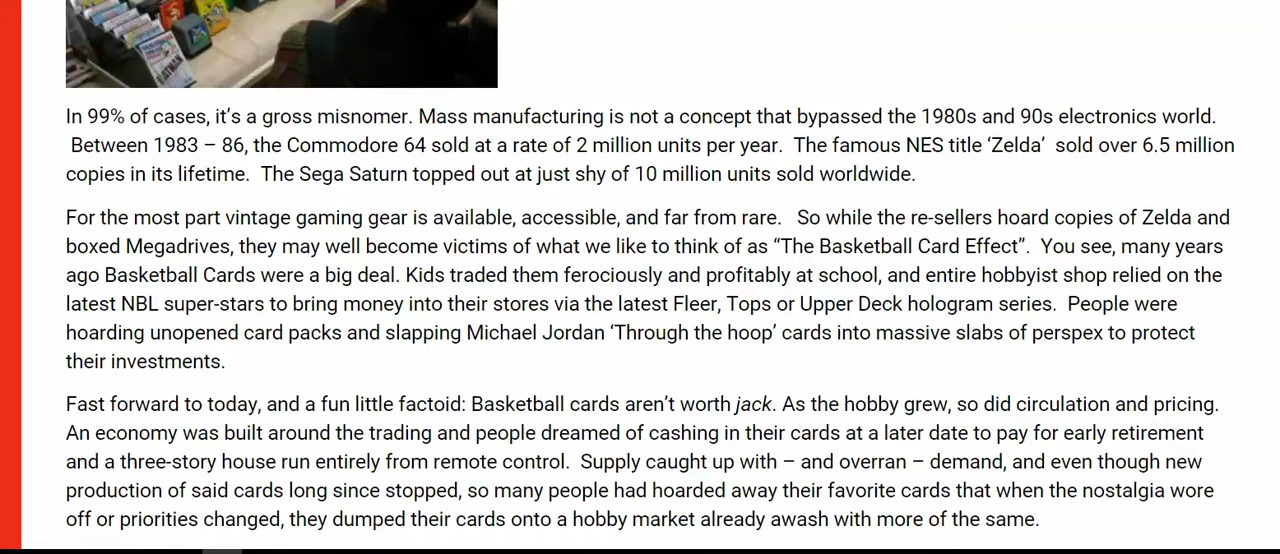 In 99% of cases, it’s a gross misnomer. Mass manufacturing is not a concept that bypassed the 1980s and 90s electronics world.
Between 1983 – 86, the Commodore 64 sold at a rate of 2 million units per year.  The famous NES title ‘Zelda’  sold over 6.5 million
copies in its lifetime.  The Sega Saturn topped out at just shy of 10 million units sold worldwide.
For the most part vintage gaming gear is available, accessible, and far from rare.   So while the re-sellers hoard copies of Zelda and
boxed Megadrives, they may well become victims of what we like to think of as “The Basketball Card Effect”.  You see, many years
ago Basketball Cards were a big deal. Kids traded them ferociously and profitably at school, and entire hobbyist shop relied on the
latest NBL super-stars to bring money into their stores via the latest Fleer, Tops or Upper Deck hologram series.  People were
hoarding unopened card packs and slapping Michael Jordan ‘Through the hoop’ cards into massive slabs of perspex to protect
their investments.
Fast forward to today, and a fun little factoid: Basketball cards aren’t worth jack. As the hobby grew, so did circulation and pricing.
An economy was built around the trading and people dreamed of cashing in their cards at a later date to pay for early retirement
and a three-story house run entirely from remote control.  Supply caught up with – and overran – demand, and even though new
production of said cards long since stopped, so many people had hoarded away their favorite cards that when the nostalgia wore
off or priorities changed, they dumped their cards onto a hobby market already awash with more of the same.